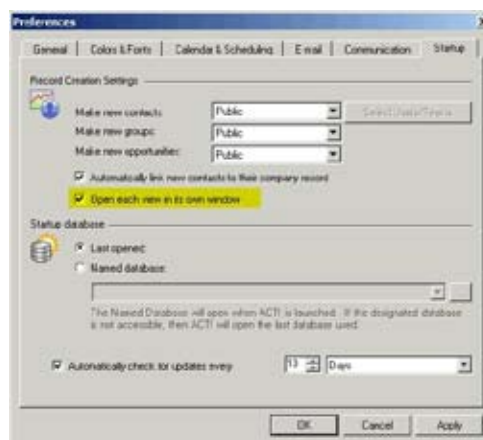 Preferences
General
Colors & Fonts
Calendar & Scheduling
E-mail
Communication
Startup
Record Creation Settings
Make new contacts: Public
Make new groups: Public
Make new opportunities: Public
Automatically link new contacts to their company record
Open each view in its own window
Startup database
Last opened
Named database:
The Named Database will open when ACT! is launched. If the designated database
is not accessible, then ACT! will open the last database used.
Automatically check for updates every 13 Days
OK Cancel Apply